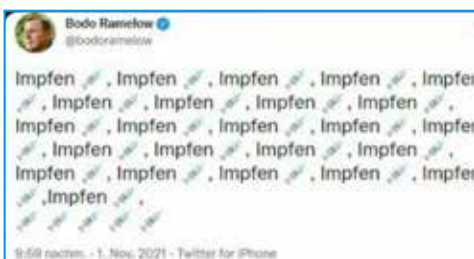 Bodo Ramelow
@bodoramelow
Impfen 💉, Impfen 💉, Impfen 💉, Impfen 💉, Impfen
💉, Impfen 💉, Impfen 💉, Impfen 💉, Impfen 💉,
Impfen 💉, Impfen 💉, Impfen 💉, Impfen 💉, Impfen
💉, Impfen 💉, Impfen 💉, Impfen 💉, Impfen 💉,
Impfen 💉, Impfen 💉, Impfen 💉, Impfen 💉, Impfen
💉,Impfen 💉,
💉 💉 💉 💉 💉
9:59 nachm. · 1. Nov. 2021 · Twitter for iPhone